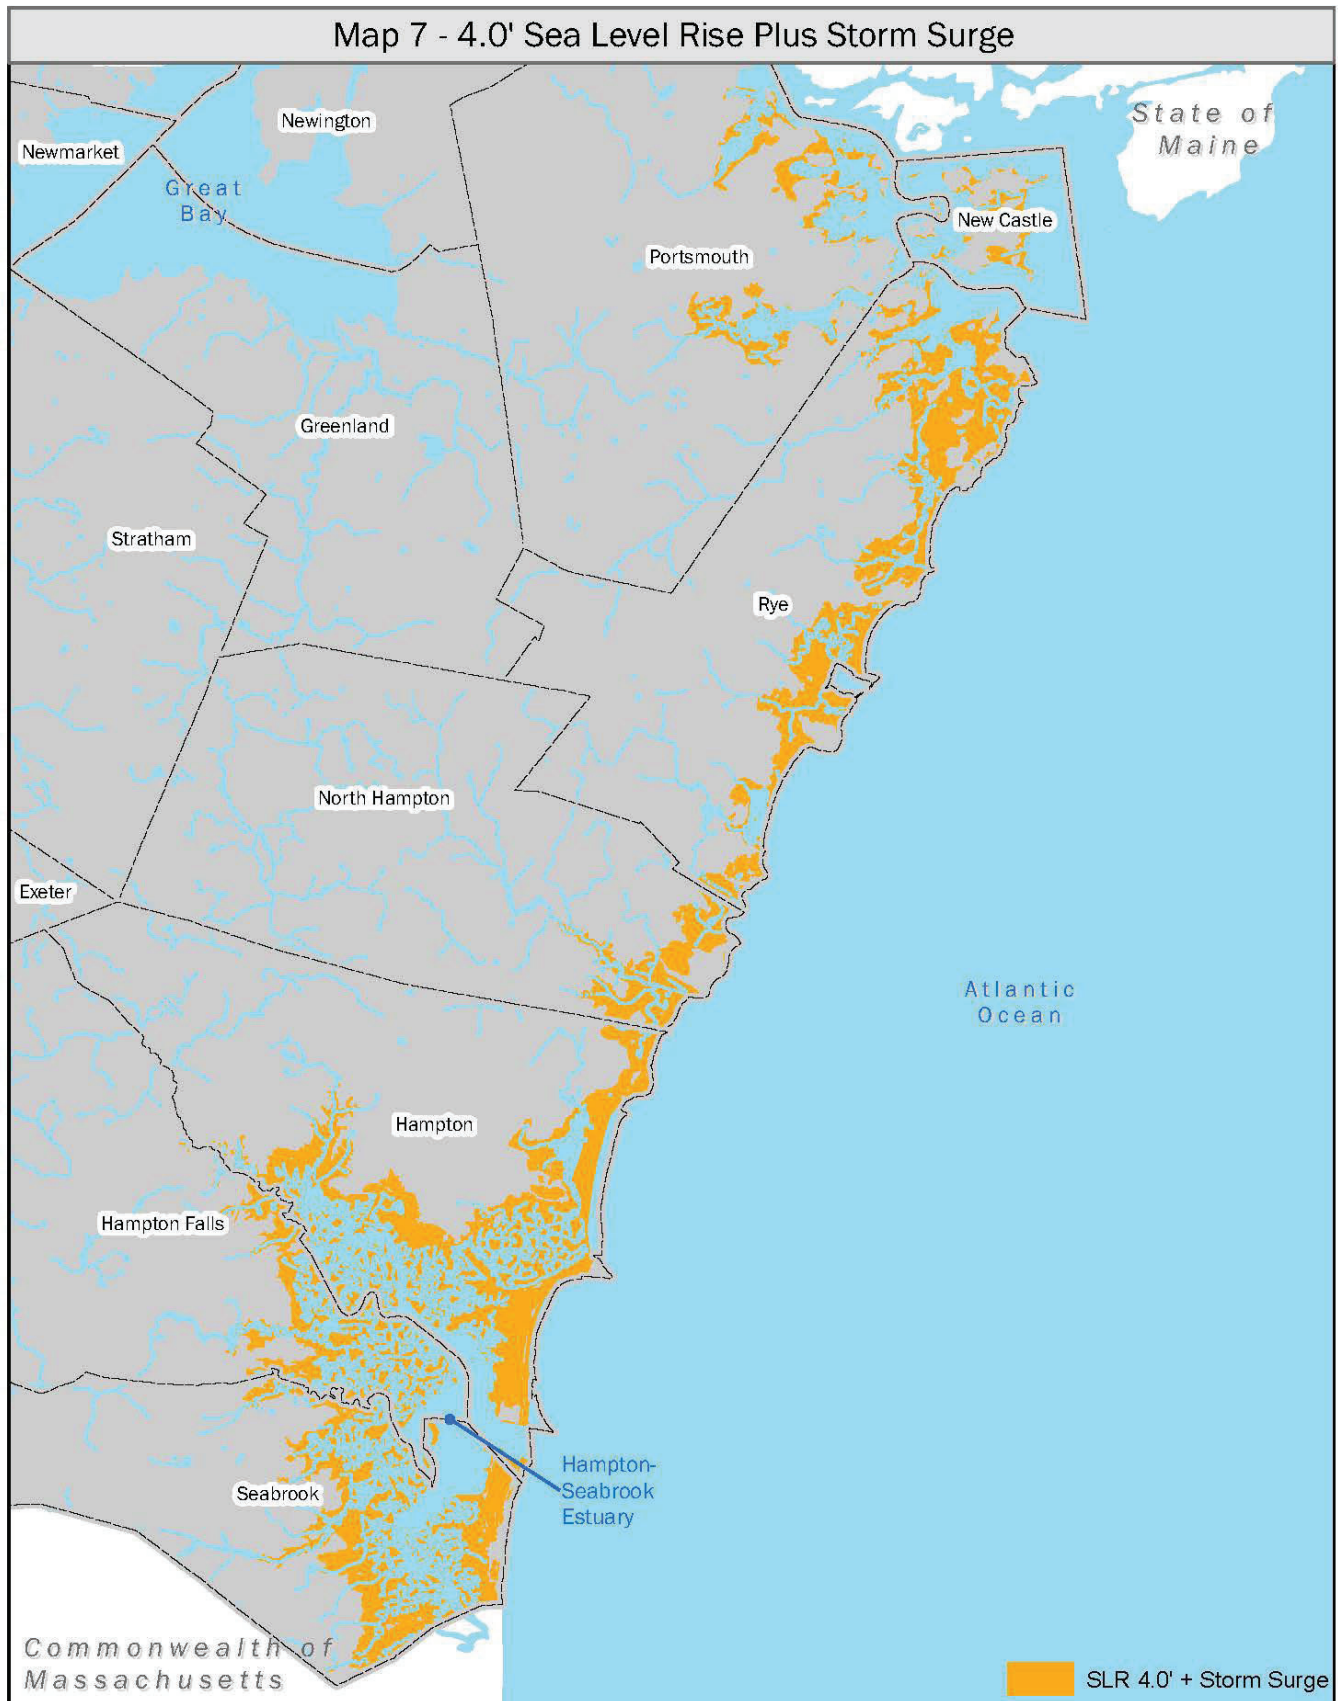 Map 7 - 4.0' Sea Level Rise Plus Storm Surge
State of
Maine
Newington
Newmarket
Great
Bay
New Castle
Portsmouth
Greenland
Stratham
Rye
North Hampton
Exeter
Atlantic
Ocean
Hampton
Hampton Falls
Hampton-
Seabrook
Estuary
Seabrook
Commonwealth of
Massachusetts
SLR 4.0' + Storm Surge